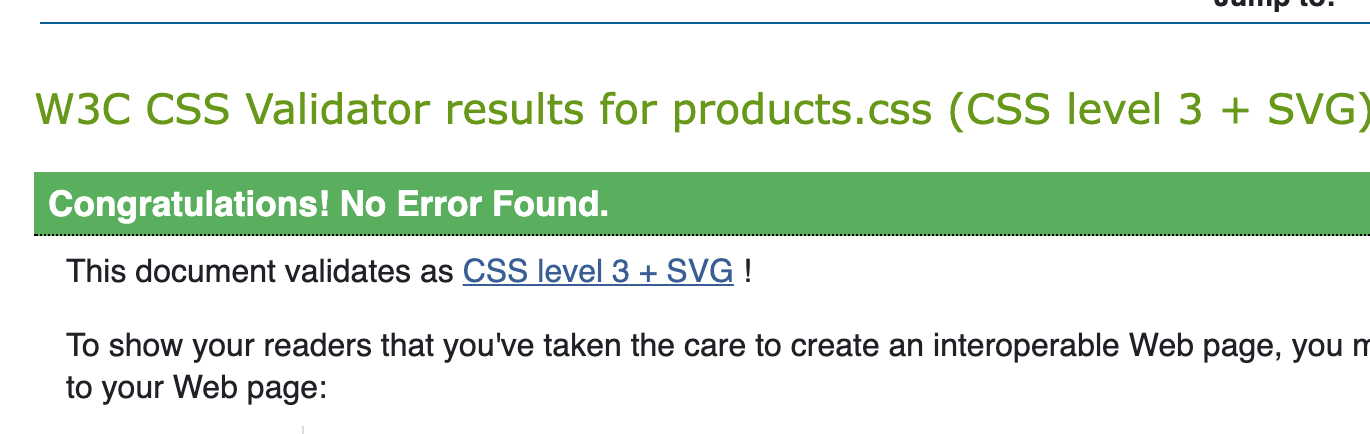 Jump to:
W3C CSS Validator results for products.css (CSS level 3 + SVG)
Congratulations! No Error Found.
This document validates as CSS level 3 + SVG !
To show your readers that you've taken the care to create an interoperable Web page, you
to your Web page: